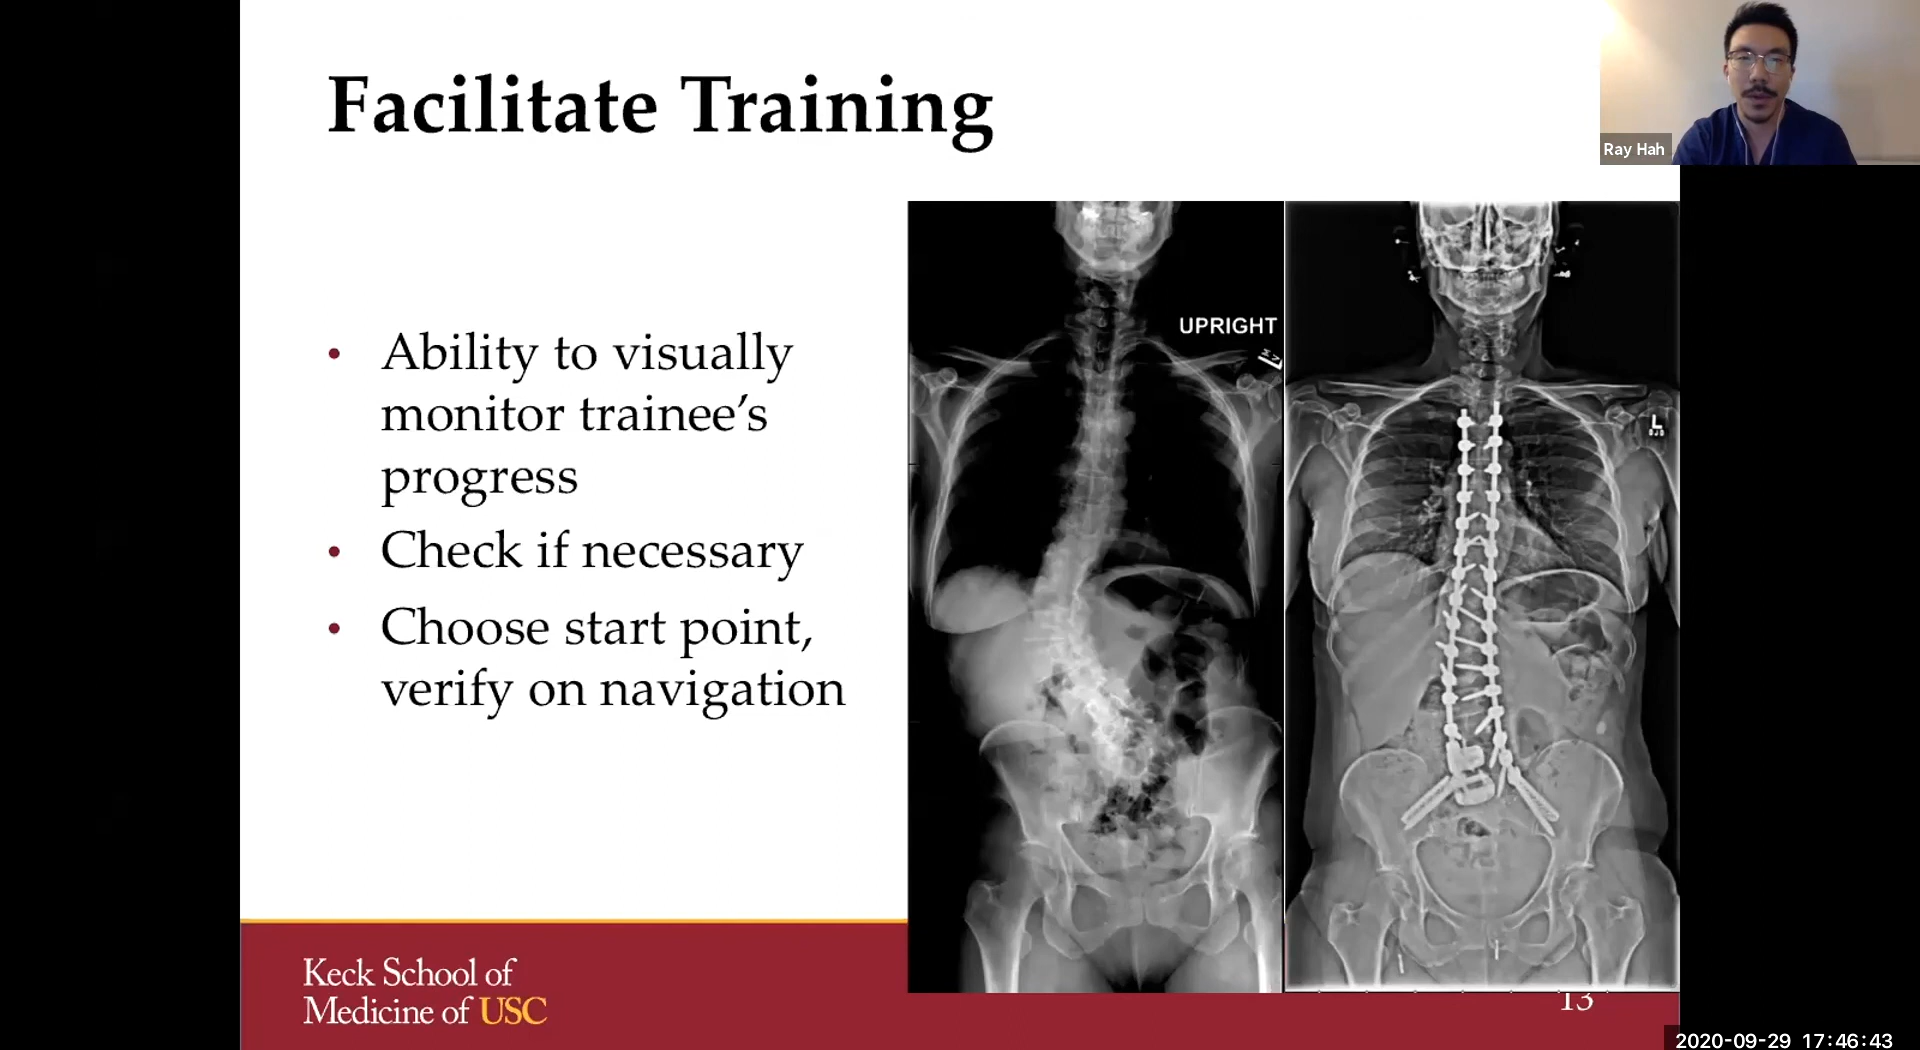 Facilitate Training
Ray Hah
UPRIGHT
L
• Ability to visually
monitor trainee’s
progress
• Check if necessary
• Choose start point,
verify on navigation
Keck School of
Medicine of USC
13
2020-09-29 17:46:43